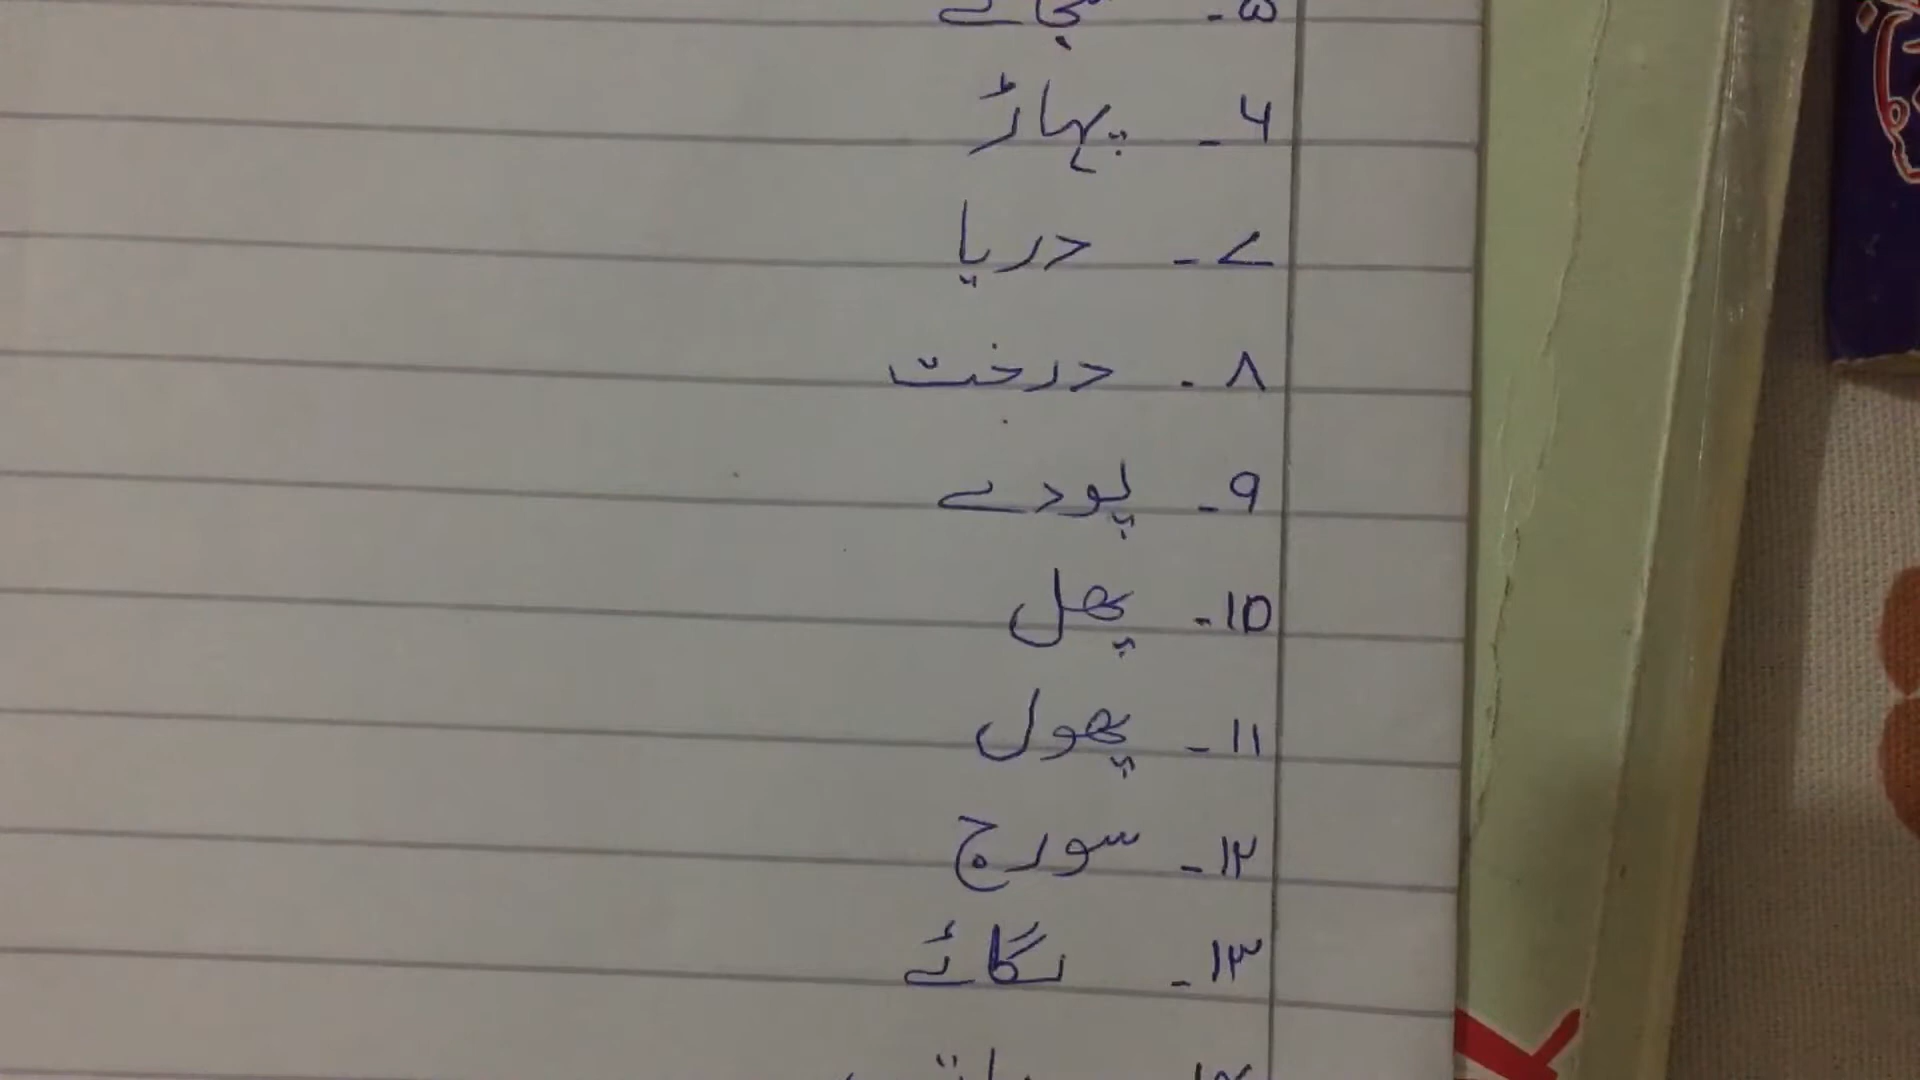 ۶۔ پہاڑ
۷۔ دریا
۸۔ درخت
۹۔ پودے
۱۰۔ پھل
۱۱۔ پھول
۱۲۔ سورج
۱۳۔ لگائے